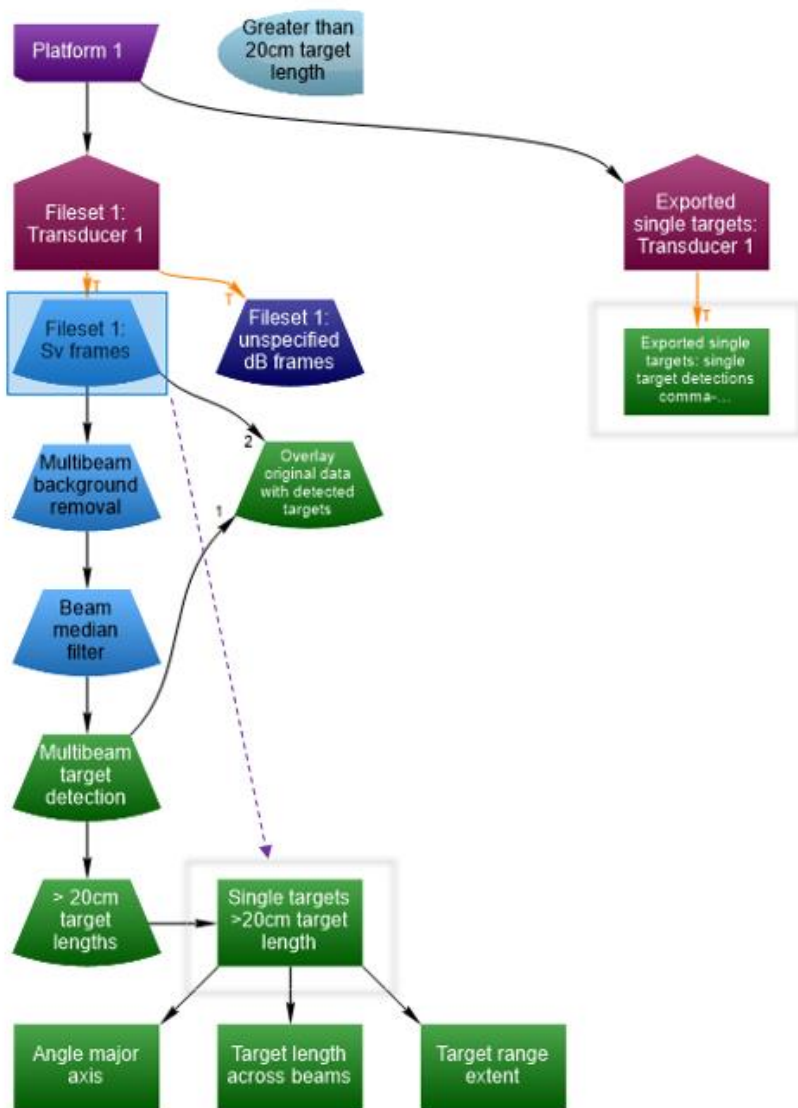 Platform 1
Greater than
20cm target
length
Fileset 1:
Transducer 1
Exported
single targets:
Transducer 1
T
T
T
Fileset 1:
Sv frames
Fileset 1:
unspecified
dB frames
Exported single
targets: single
target detections
comma-...
Multibeam
background
removal
2
Overlay
original data
with detected
targets
1
Beam
median
filter
Multibeam
target
detection
> 20cm
target
lengths
Single targets
>20cm target
length
Angle major
axis
Target length
across beams
Target range
extent